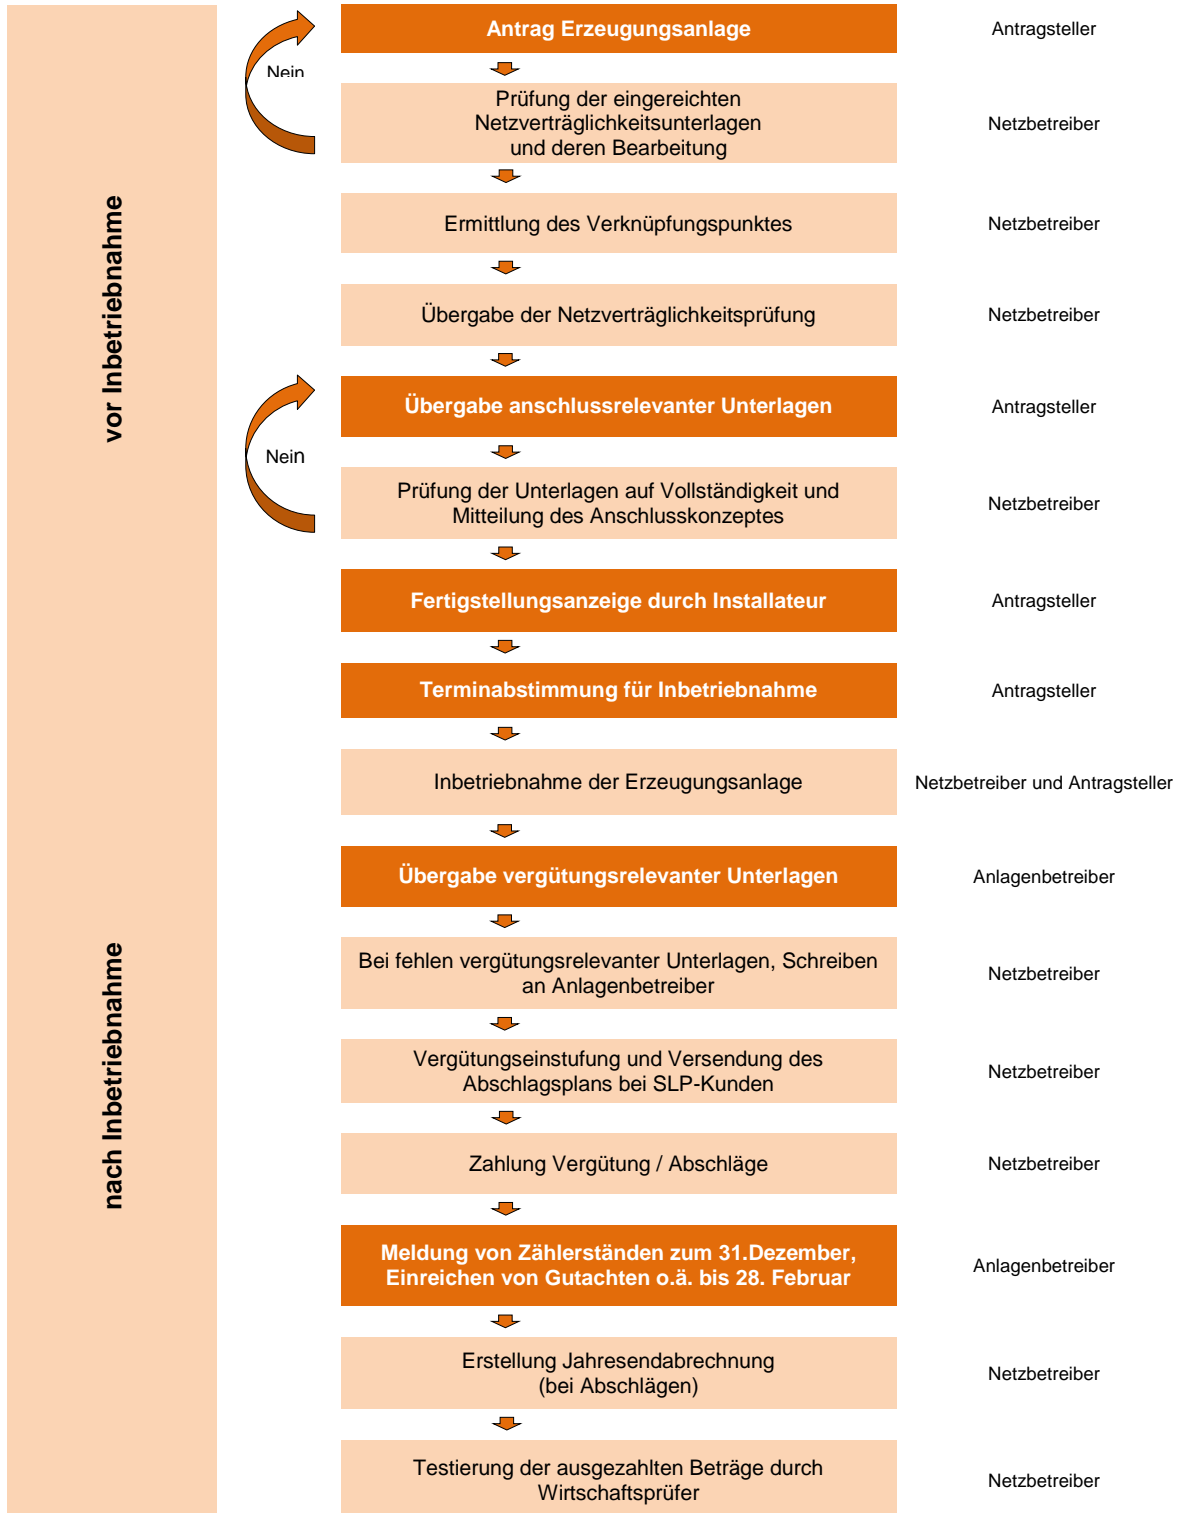 vor Inbetriebnahme
Antrag Erzeugungsanlage
Antragsteller
Nein
Prüfung der eingereichten
Netzverträglichkeitsunterlagen
und deren Bearbeitung
Netzbetreiber
Ermittlung des Verknüpfungspunktes
Netzbetreiber
Übergabe der Netzverträglichkeitsprüfung
Netzbetreiber
Übergabe anschlussrelevanter Unterlagen
Antragsteller
Nein
Prüfung der Unterlagen auf Vollständigkeit und
Mitteilung des Anschlusskonzeptes
Netzbetreiber
Fertigstellungsanzeige durch Installateur
Antragsteller
Terminabstimmung für Inbetriebnahme
Antragsteller
Inbetriebnahme der Erzeugungsanlage
Netzbetreiber und Antragsteller
nach Inbetriebnahme
Übergabe vergütungsrelevanter Unterlagen
Anlagenbetreiber
Bei fehlen vergütungsrelevanter Unterlagen, Schreiben
an Anlagenbetreiber
Netzbetreiber
Vergütungseinstufung und Versendung des
Abschlagsplans bei SLP-Kunden
Netzbetreiber
Zahlung Vergütung / Abschläge
Netzbetreiber
Meldung von Zählerständen zum 31.Dezember,
Einreichen von Gutachten o.ä. bis 28. Februar
Anlagenbetreiber
Erstellung Jahresendabrechnung
(bei Abschlägen)
Netzbetreiber
Testierung der ausgezahlten Beträge durch
Wirtschaftsprüfer
Netzbetreiber